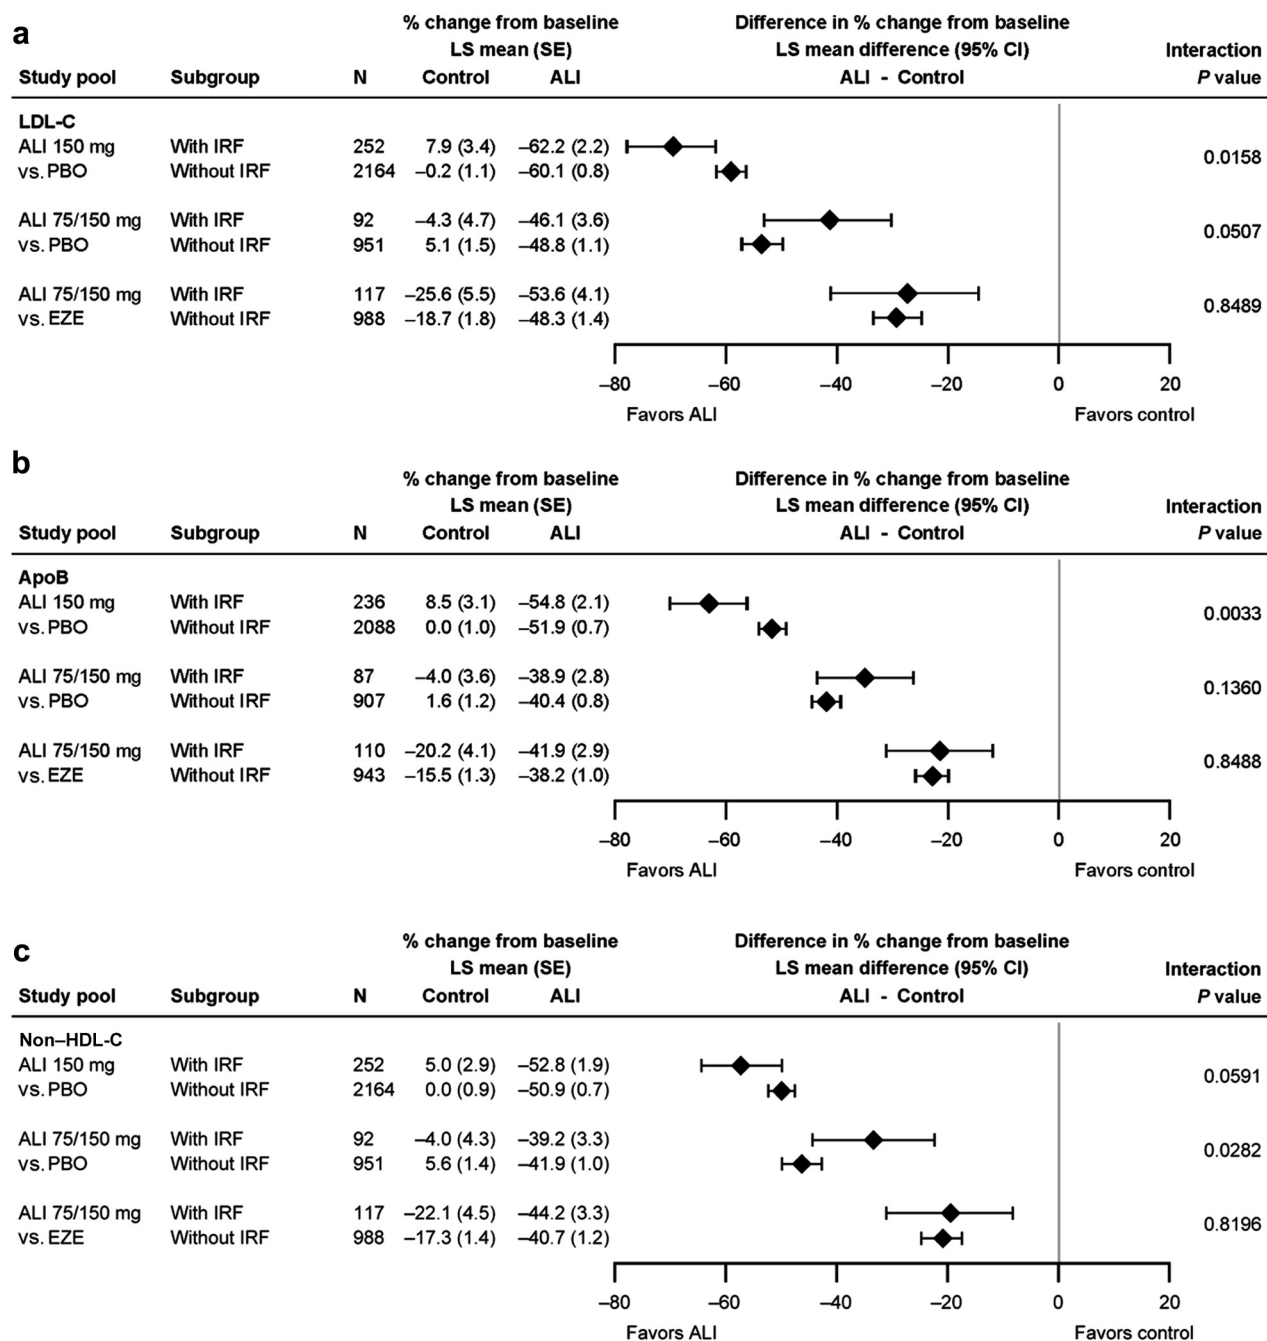 a
% change from baseline Difference in % change from baseline
LS mean (SE) LS mean difference (95% CI) Interaction
Study pool Subgroup N Control ALI ALI - Control P value
LDL-C
ALI 150 mg With IRF 252 7.9 (3.4) –62.2 (2.2)
0.0158
vs. PBO Without IRF 2164 –0.2 (1.1) –60.1 (0.8)
ALI 75/150 mg With IRF 92 –4.3 (4.7) –46.1 (3.6)
0.0507
vs. PBO Without IRF 951 5.1 (1.5) –48.8 (1.1)
ALI 75/150 mg With IRF 117 –25.6 (5.5) –53.6 (4.1)
0.8489
vs. EZE Without IRF 988 –18.7 (1.8) –48.3 (1.4)
–80 –60 –40 –20 0 20
Favors ALI Favors control
b
% change from baseline Difference in % change from baseline
LS mean (SE) LS mean difference (95% CI) Interaction
Study pool Subgroup N Control ALI ALI - Control P value
ApoB
ALI 150 mg With IRF 236 8.5 (3.1) –54.8 (2.1)
0.0033
vs. PBO Without IRF 2088 0.0 (1.0) –51.9 (0.7)
ALI 75/150 mg With IRF 87 –4.0 (3.6) –38.9 (2.8)
0.1360
vs. PBO Without IRF 907 1.6 (1.2) –40.4 (0.8)
ALI 75/150 mg With IRF 110 –20.2 (4.1) –41.9 (2.9)
0.8488
vs. EZE Without IRF 943 –15.5 (1.3) –38.2 (1.0)
–80 –60 –40 –20 0 20
Favors ALI Favors control
c
% change from baseline Difference in % change from baseline
LS mean (SE) LS mean difference (95% CI) Interaction
Study pool Subgroup N Control ALI ALI - Control P value
Non–HDL-C
ALI 150 mg With IRF 252 5.0 (2.9) –52.8 (1.9)
0.0591
vs. PBO Without IRF 2164 0.0 (0.9) –50.9 (0.7)
ALI 75/150 mg With IRF 92 –4.0 (4.3) –39.2 (3.3)
0.0282
vs. PBO Without IRF 951 5.6 (1.4) –41.9 (1.0)
ALI 75/150 mg With IRF 117 –22.1 (4.5) –44.2 (3.3)
0.8196
vs. EZE Without IRF 988 –17.3 (1.4) –40.7 (1.2)
–80 –60 –40 –20 0 20
Favors ALI Favors control